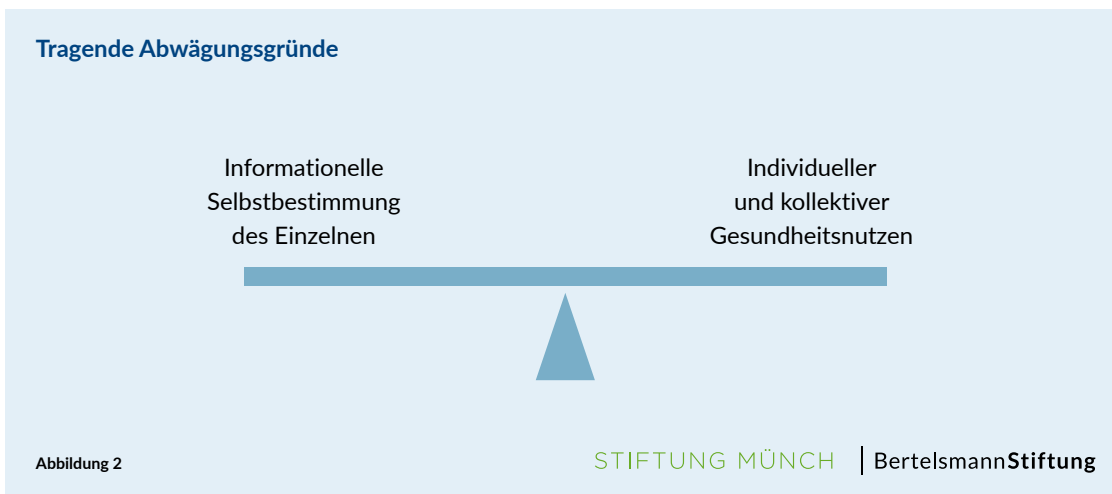 Tragende Abwägungsgründe
Informationelle
Selbstbestimmung
des Einzelnen
Individueller
und kollektiver
Gesundheitsnutzen
Abbildung 2
STIFTUNG MÜNCH
BertelsmannStiftung